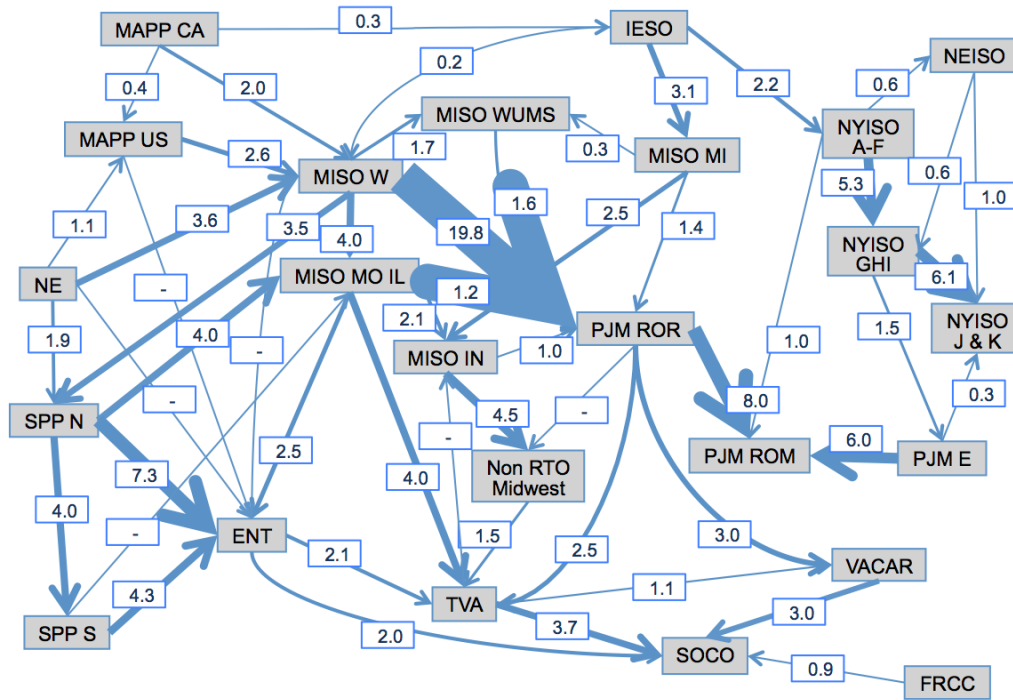 MAPP CA
0.3
IESO
NEISO
0.4
2.0
0.2
3.1
2.2
0.6
MAPP US
MISO WUMS
NYISO
A-F
2.6
1.7
0.3
MISO MI
MISO W
5.3
0.6
1.1
3.6
3.5
4.0
19.8
1.6
2.5
1.4
1.0
NYISO
GHI
NE
-
MISO MO IL
1.2
6.1
2.1
PJM ROR
NYISO
J & K
1.9
4.0
-
MISO IN
1.0
1.0
1.5
-
0.3
SPP N
-
4.5
-
8.0
7.3
2.5
4.0
Non RTO
Midwest
PJM ROM
6.0
PJM E
4.0
-
ENT
1.5
2.5
3.0
2.1
VACAR
4.3
TVA
1.1
SPP S
2.0
3.7
3.0
SOCO
0.9
FRCC